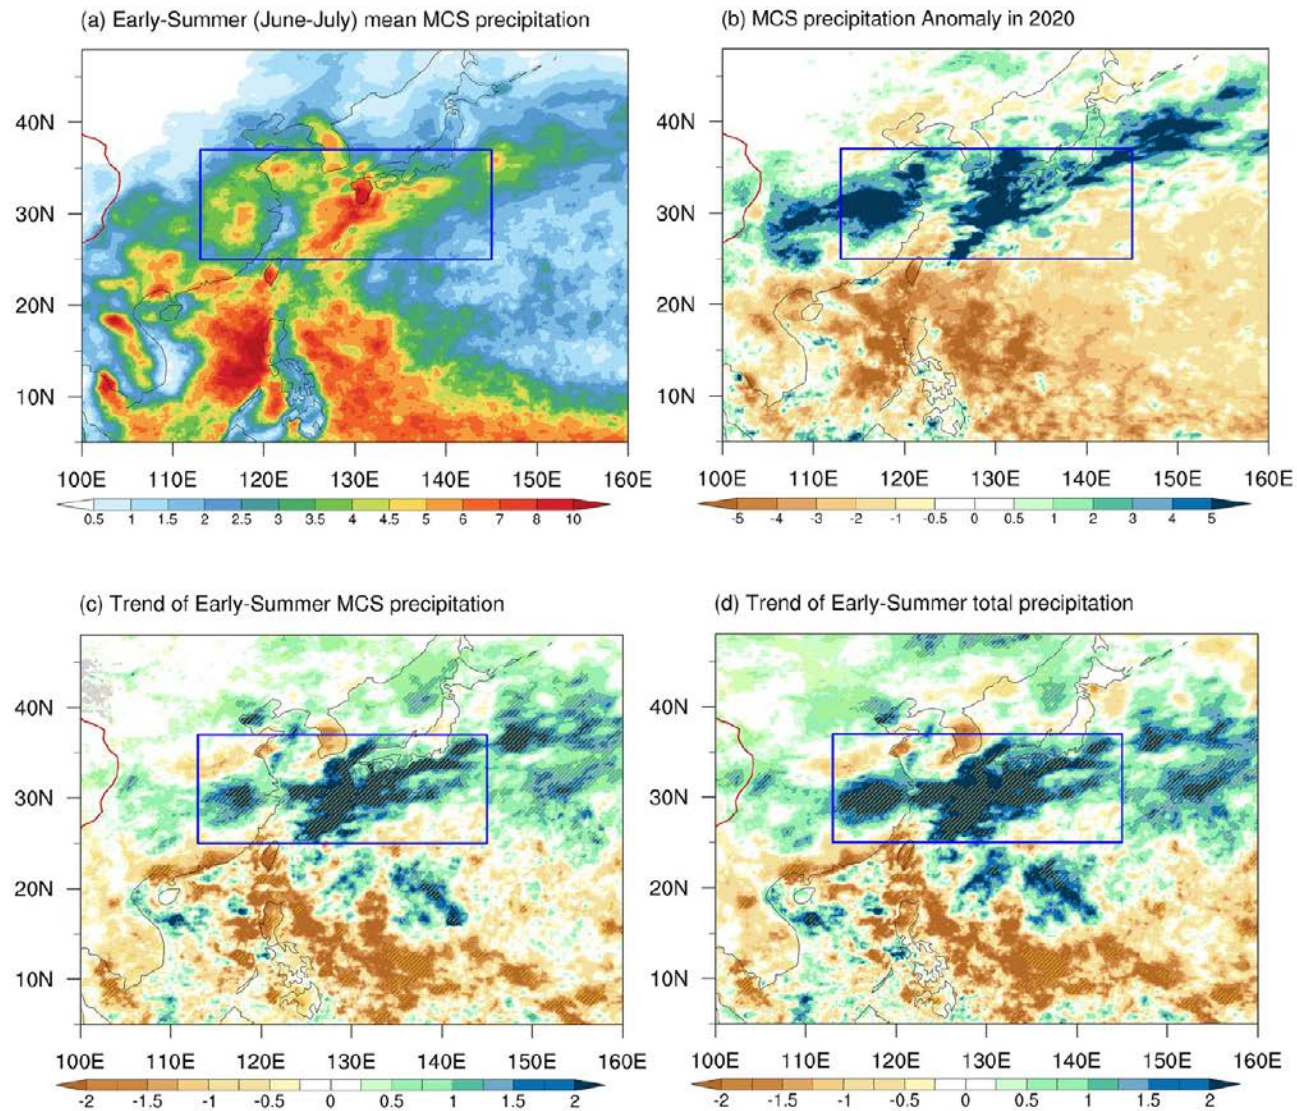 (a) Early-Summer (June-July) mean MCS precipitation
40N
30N
20N
10N
100E 110E 120E 130E 140E 150E 160E
0.5 1 1.5 2 2.5 3 3.5 4 4.5 5 6 7 8 10
(b) MCS precipitation Anomaly in 2020
40N
30N
20N
10N
100E 110E 120E 130E 140E 150E 160E
-5 -4 -3 -2 -1 -0.5 0 0.5 1 2 3 4 5
(c) Trend of Early-Summer MCS precipitation
40N
30N
20N
10N
100E 110E 120E 130E 140E 150E 160E
-2 -1.5 -1 -0.5 0 0.5 1 1.5 2
(d) Trend of Early-Summer total precipitation
40N
30N
20N
10N
100E 110E 120E 130E 140E 150E 160E
-2 -1.5 -1 -0.5 0 0.5 1 1.5 2